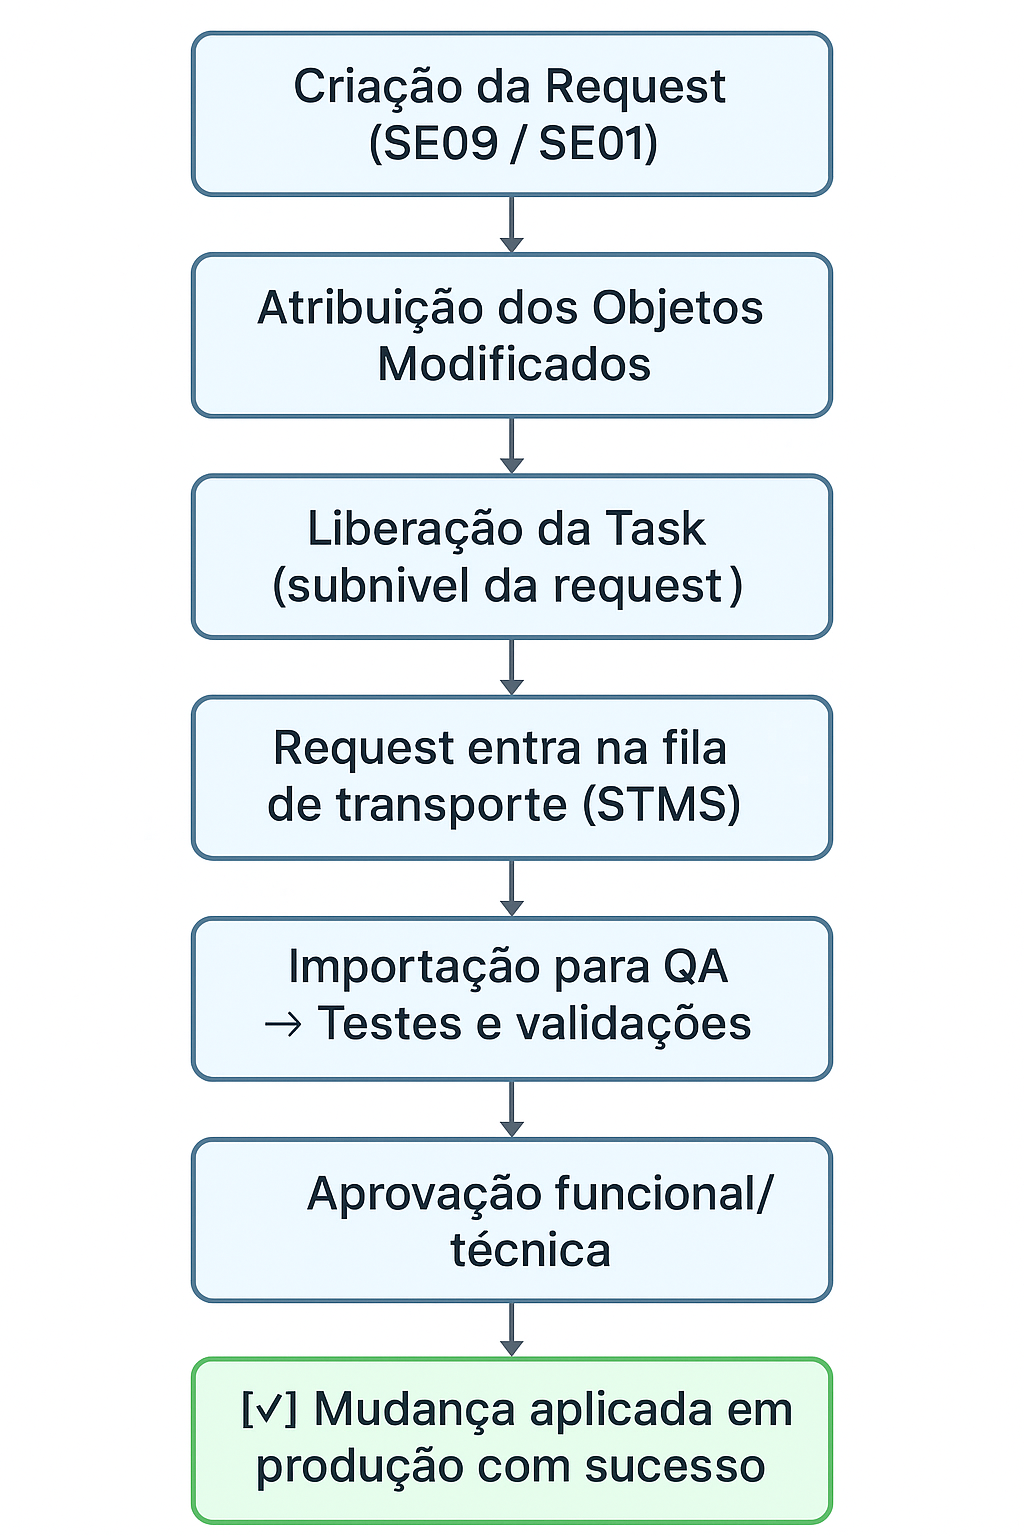 Criação da Request
(SE09 / SE01)
Atribuição dos Objetos
Modificados
Liberação da Task
(subnivel da request)
Request entra na fila
de transporte (STMS)
Importação para QA
→ Testes e validações
Aprovação funcional/
técnica
[✓] Mudança aplicada em
produção com sucesso